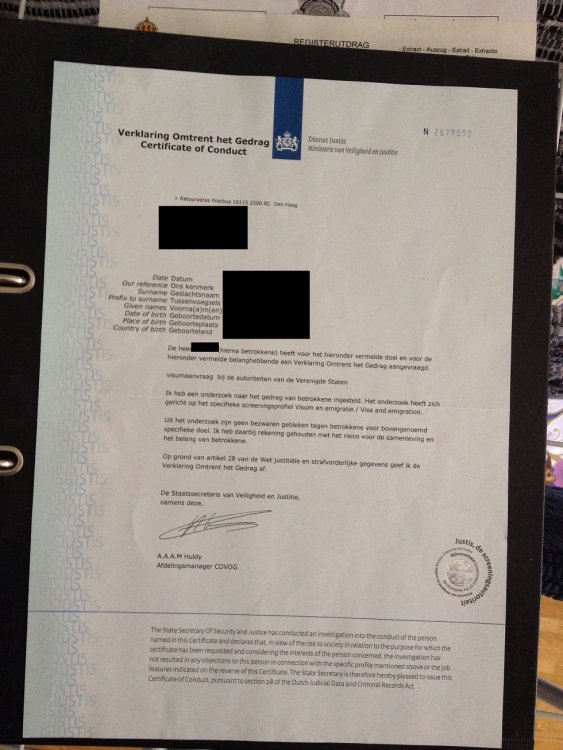 REGISTERUTDRAG
- Extract - Auszug - Extrait - Extracto
Verklaring Omtrent het Gedrag
Certificate of Conduct
Dienst Justis
Ministerie van Veiligheid en Justitie
N 2879057
> Retouradres Postbus 16115 2500 BC Den Haag
Date Datum
Our reference Ons kenmerk
Surname Geslachtsnaam
Prefix to surname Tussenvoegsels
Given names Voorna(a)m(en)
Date of birth Geboortedatum
Place of birth Geboorteplaats
Country of birth Geboorteland
De heer (hierna betrokkene) heeft voor het hieronder vermelde doel en voor de
hieronder vermelde belanghebbende een Verklaring Omtrent het Gedrag aangevraagd.
visumaanvraag bij de autoriteiten van de Verenigde Staten
Ik heb een onderzoek naar het gedrag van betrokkene ingesteld. Het onderzoek heeft zich
gericht op het specifieke screeningsprofiel Visum en emigratie / Visa and emigration.
Uit het onderzoek zijn geen bezwaren gebleken tegen betrokkene voor bovengenoemd
specifieke doel. Ik heb daarbij rekening gehouden met het risico voor de samenleving en
het belang van betrokkene.
Op grond van artikel 28 van de Wet justitiële en strafvorderlijke gegevens geef ik de
Verklaring Omtrent het Gedrag af.
De Staatssecretaris van Veiligheid en Justitie,
namens deze,
A.A.A.M Huldy
Afdelingsmanager COVOG
Justis, de screeningsautoriteit
The State Secretary Of Security and Justice has conducted an investigation into the conduct of the person
named in this Certificate and declares that, in view of the risk to society in relation to the purpose for which the
certificate has been requested and considering the interests of the person concerned, the investigation has
not resulted in any objections to this person in connection with the specific profile mentioned above or the job
features indicated on the reverse of this Certificate. The State Secretary is therefore hereby pleased to issue this
Certificate of Conduct, pursuant to section 28 of the Dutch Judicial Data and Criminal Records Act.